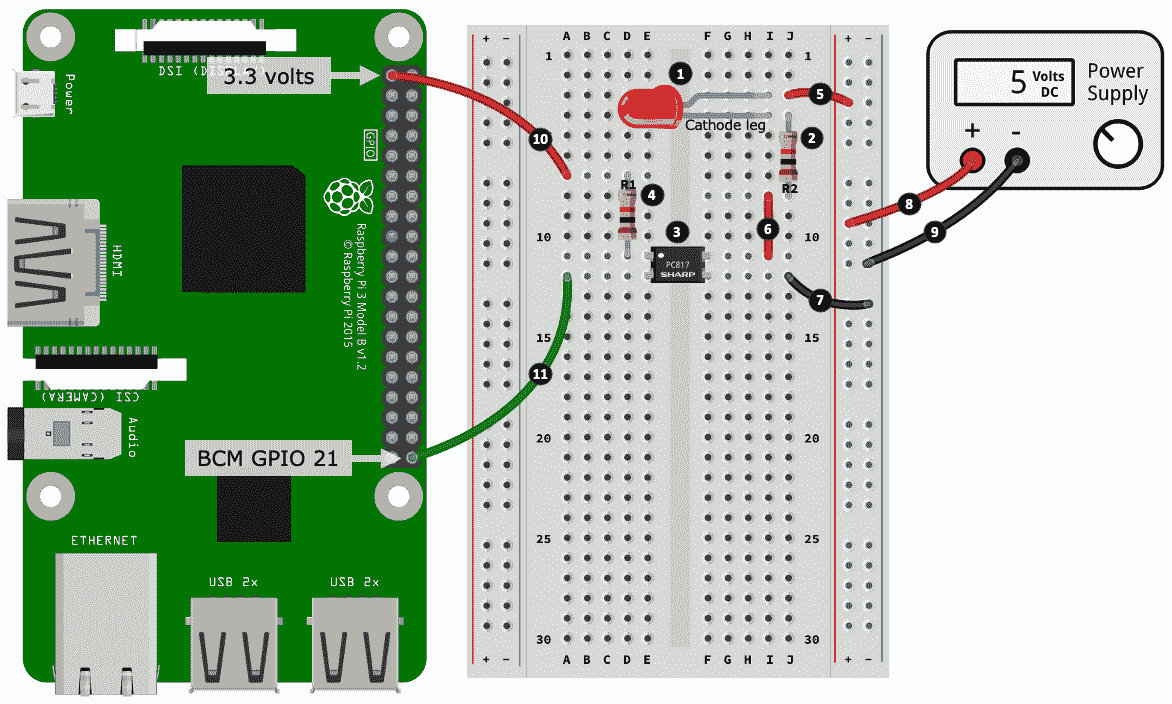 DSI (DIS
3.3 volts
Power
GPIO
HDMI
Raspberry Pi 3 Model B v1.2
© Raspberry Pi 2015
CSI (CAMERA)
Audio
BCM GPIO 21
ETHERNET
USB 2x
USB 2x
+ - A B C D E F G H I J + -
1 1
10 10
15 15
20 20
25 25
30 30
+ - A B C D E F G H I J + -
1
Cathode leg
2
R2
R1
4
3
PC817
SHARP
5
6
7
8
9
10
11
5 Volts DC
Power
Supply
+ -